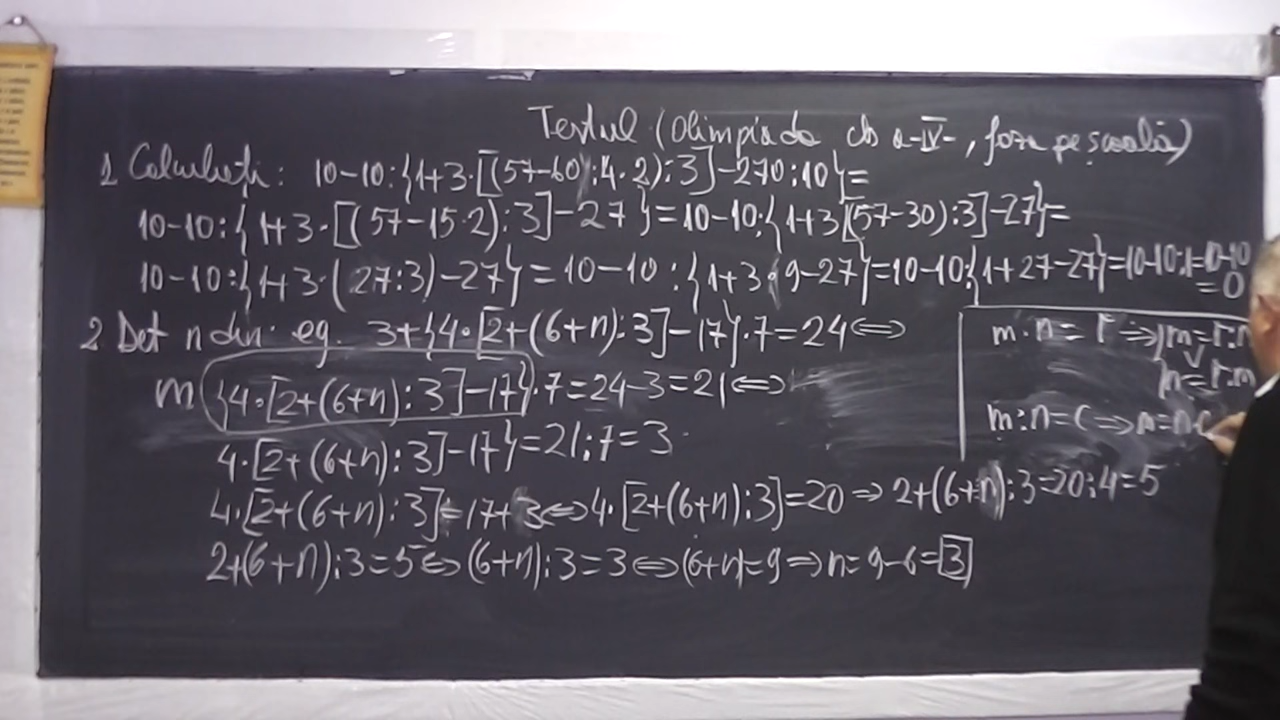 Testul (Olimpiada cls a-IV-, faza pe școală)
1 Calculați: 10-10:{1+3·[(57-60:4·2):3]-270:10}=
10-10:{1+3·[(57-15·2):3]-27}=10-10:{1+3[(57-30):3]-27}=
10-10:{1+3·(27:3)-27}=10-10:{1+3·9-27}=10-10:{1+27-27}=10-10:1=10-10
=0
2 Det n din eg. 3+{4·[2+(6+n):3]-17}·7=24⇔
m {4·[2+(6+n):3]-17}·7=24-3=21⇔
4·[2+(6+n):3]-17}=21:7=3
4·[2+(6+n):3]=17+3⇔4·[2+(6+n):3]=20⇒2+(6+n):3=20:4=5
2+(6+n):3=5⇔(6+n):3=3⇔(6+n)=9⇒n=9-6=3
m·n=r⇒
n=r:m
m:n=c⇒